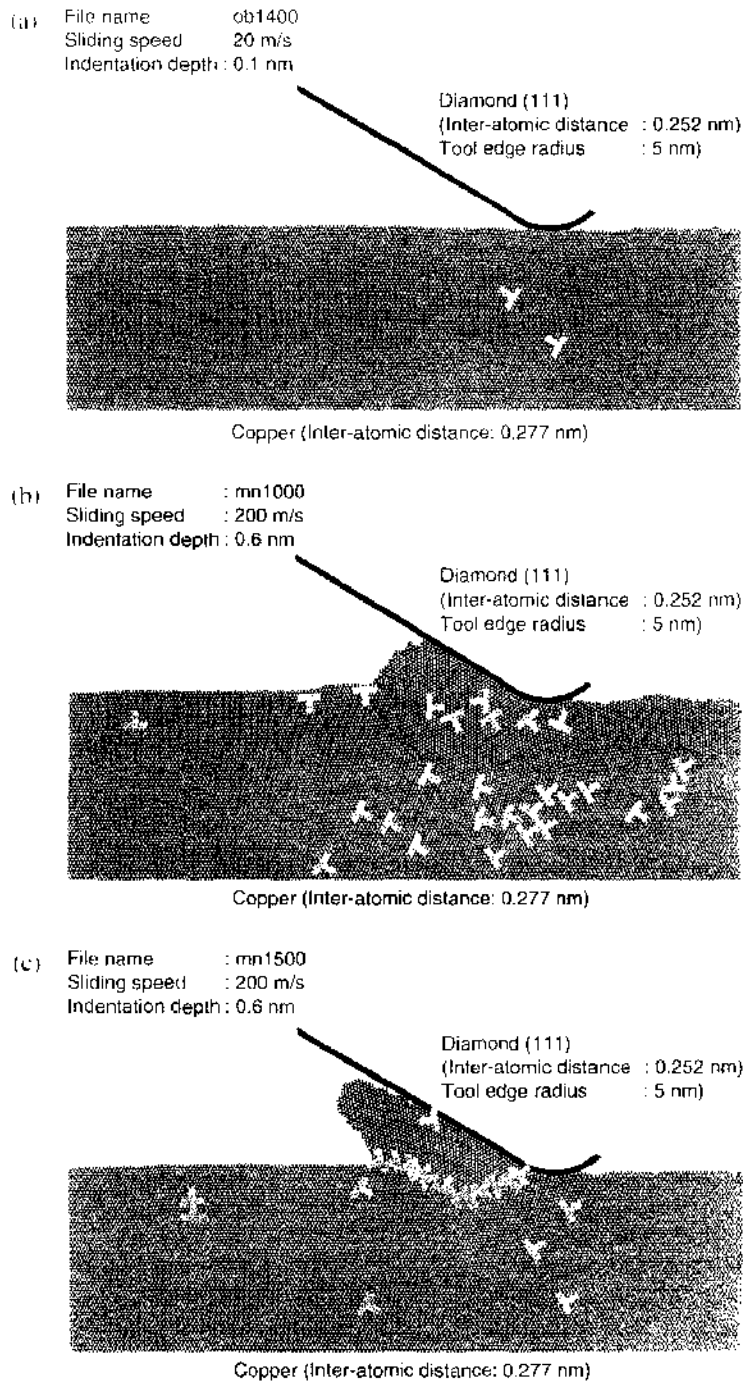 (a) File name ob1400
Sliding speed 20 m/s
Indentation depth : 0.1 nm
Diamond (111)
(Inter-atomic distance : 0.252 nm)
Tool edge radius : 5 nm)
Copper (Inter-atomic distance: 0.277 nm)
(b) File name : mn1000
Sliding speed : 200 m/s
Indentation depth : 0.6 nm
Diamond (111)
(Inter-atomic distance : 0.252 nm)
Tool edge radius : 5 nm)
Copper (Inter-atomic distance: 0.277 nm)
(c) File name : mn1500
Sliding speed : 200 m/s
Indentation depth : 0.6 nm
Diamond (111)
(Inter-atomic distance : 0.252 nm)
Tool edge radius : 5 nm)
Copper (Inter-atomic distance: 0.277 nm)